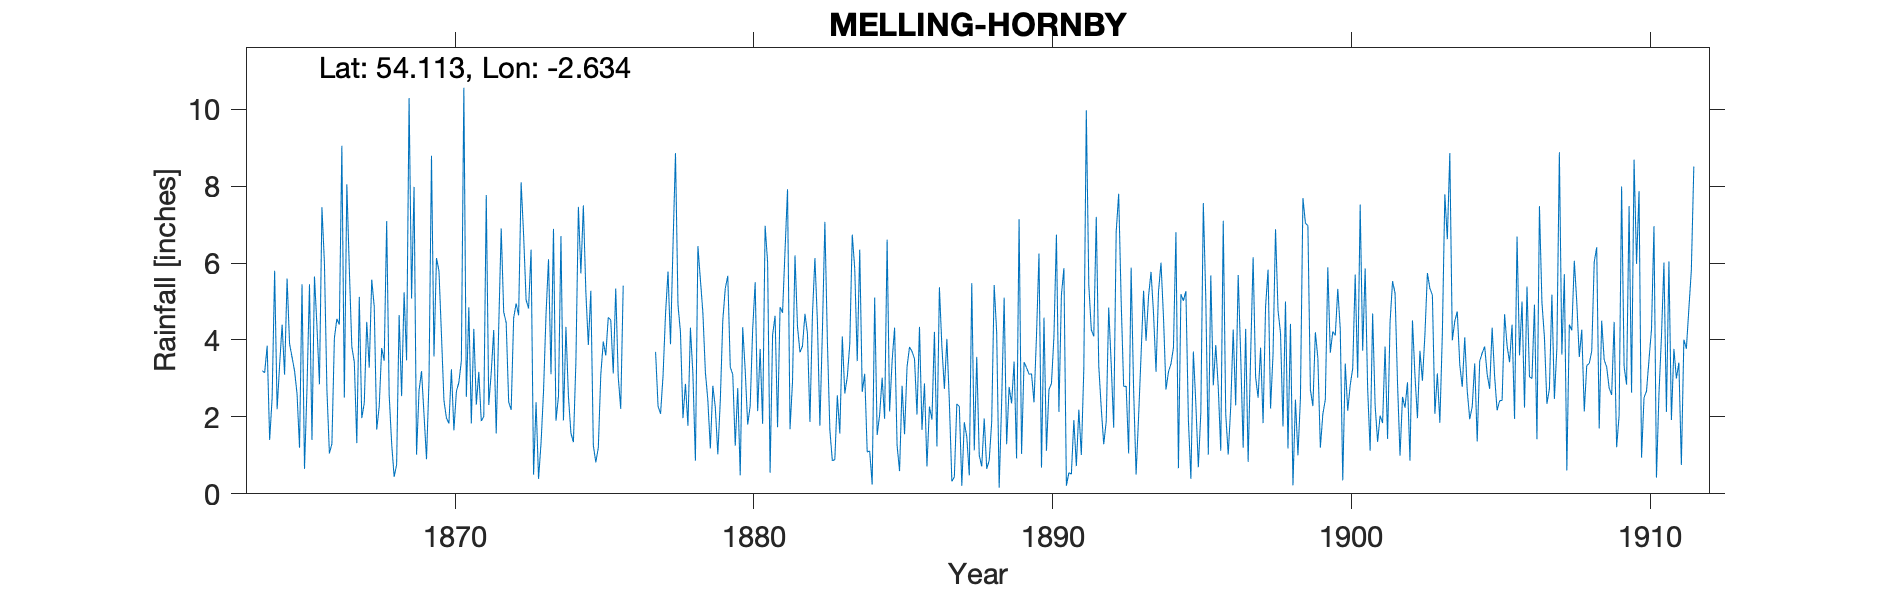 MELLING-HORNBY
Lat: 54.113, Lon: -2.634
Rainfall [inches]
10
8
6
4
2
0
1870 1880 1890 1900 1910
Year